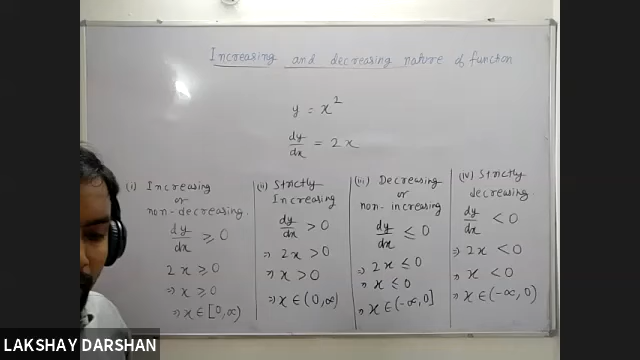 Increasing and decreasing nature of function
y = x²
dy/dx = 2x
(i) Increasing
or
non-decreasing.
dy/dx ⩾ 0
2x ⩾ 0
⇒ x ⩾ 0
⇒ x ∈ [0, ∞)
(ii) Strictly
Increasing
dy/dx > 0
⇒ 2x > 0
⇒ x > 0
⇒ x ∈ (0, ∞)
(iii) Decreasing
or
non-increasing
dy/dx ≤ 0
⇒ 2x ≤ 0
⇒ x ≤ 0
⇒ x ∈ (-∞, 0]
(iv) Strictly
decreasing.
dy/dx < 0
⇒ 2x < 0
⇒ x < 0
⇒ x ∈ (-∞, 0)
LAKSHAY DARSHAN